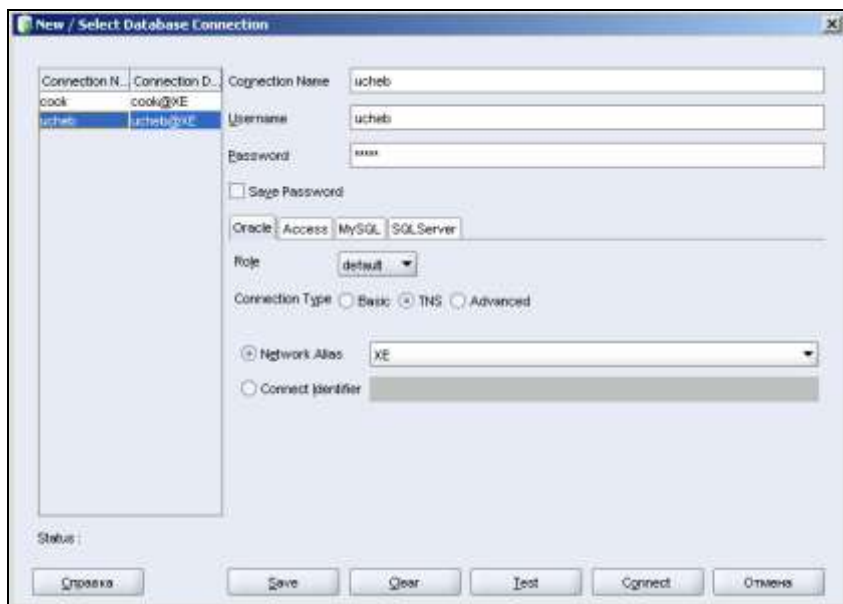 New / Select Database Connection
Connection N... Connection D...
cook cook@XE
ucheb ucheb@XE
Connection Name ucheb
Username ucheb
Password *****
Save Password
Oracle Access MySQL SQLServer
Role default
Connection Type Basic TNS Advanced
Network Alias XE
Connect Identifier
Status :
Справка Save Clear Test Connect Отмена